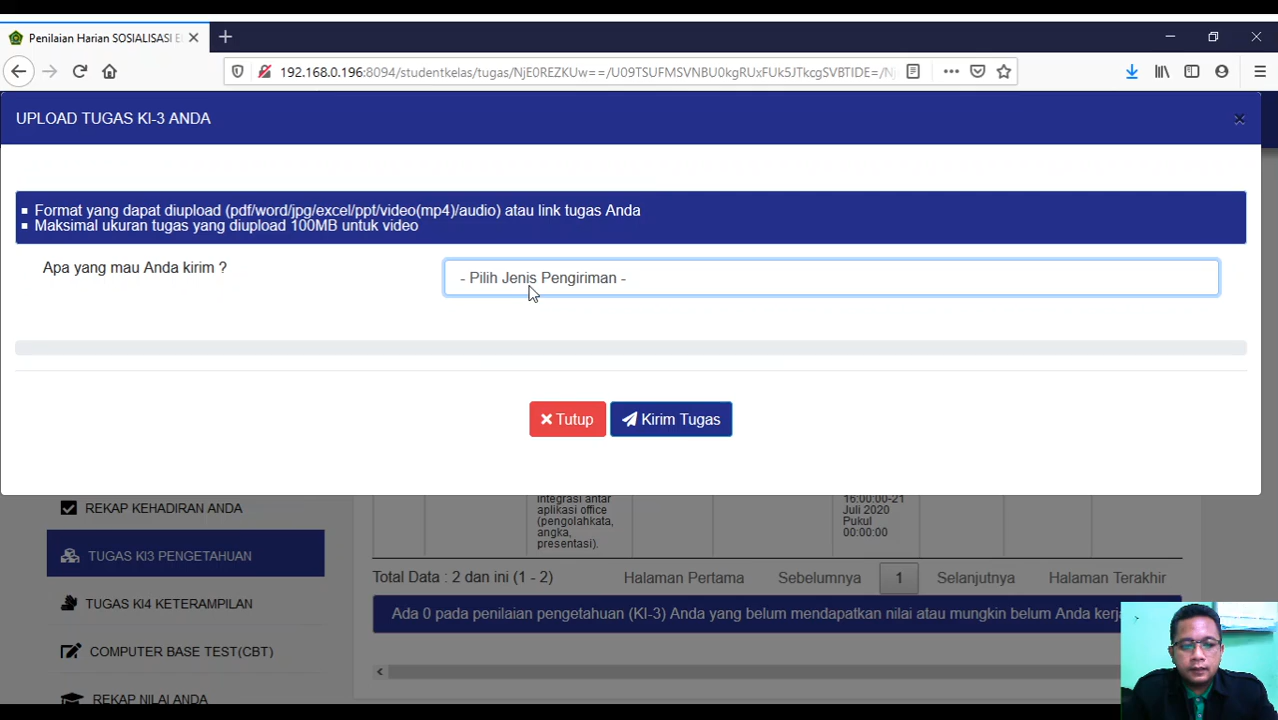 Penilaian Harian SOSIALISASI
192.168.0.196:8094/studentkelas/tugas/NjE0REZKUw==/U09TSUFMSVNBU0kgRUxFUk5JTkcgSVBTIDE=/N
UPLOAD TUGAS KI-3 ANDA
Format yang dapat diupload (pdf/word/jpg/excel/ppt/video(mp4)/audio) atau link tugas Anda
Maksimal ukuran tugas yang diupload 100MB untuk video
Apa yang mau Anda kirim ?
- Pilih Jenis Pengiriman -
Tutup
Kirim Tugas
REKAP KEHADIRAN ANDA
TUGAS KI3 PENGETAHUAN
TUGAS KI4 KETERAMPILAN
COMPUTER BASE TEST(CBT)
REKAP NILAI ANDA
integrasi antar
aplikasi office
(pengolahkata,
angka,
presentasi).
16:00:00-21
Juli 2020
Pukul
00:00:00
Total Data : 2 dan ini (1 - 2)
Halaman Pertama
Sebelumnya
1
Selanjutnya
Halaman Terakhir
Ada 0 pada penilaian pengetahuan (KI-3) Anda yang belum mendapatkan nilai atau mungkin belum Anda